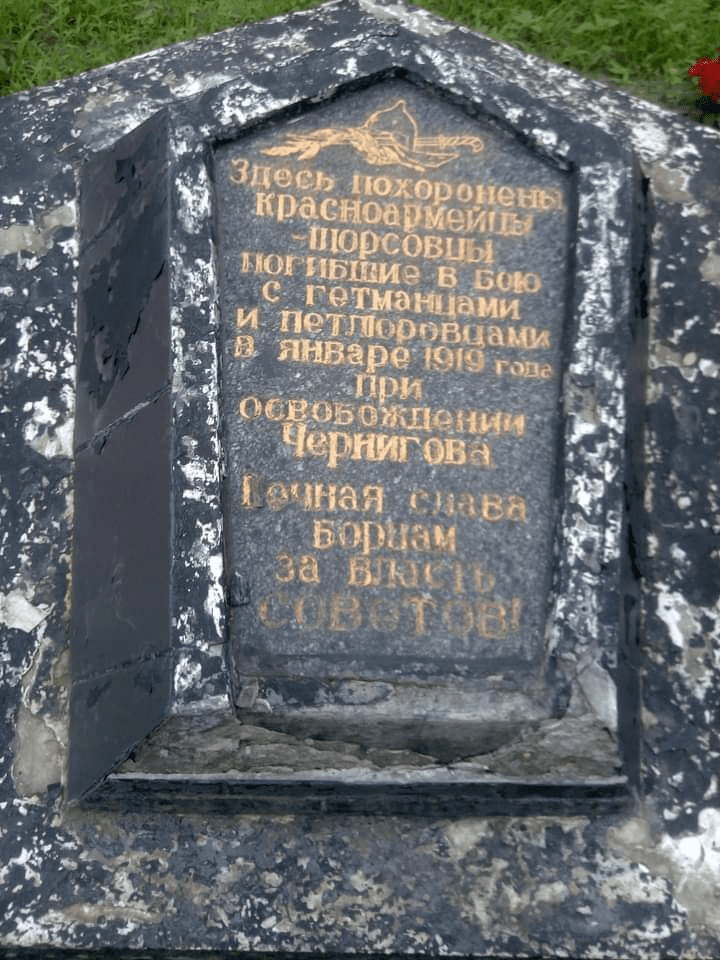 Здесь похоронены
красноармейцы
-щорсовцы
погибшие в бою
с гетманцами
и петлюровцами
в январе 1919 года
при
освобождении
Чернигова
Вечная слава
борцам
за власть
советов!